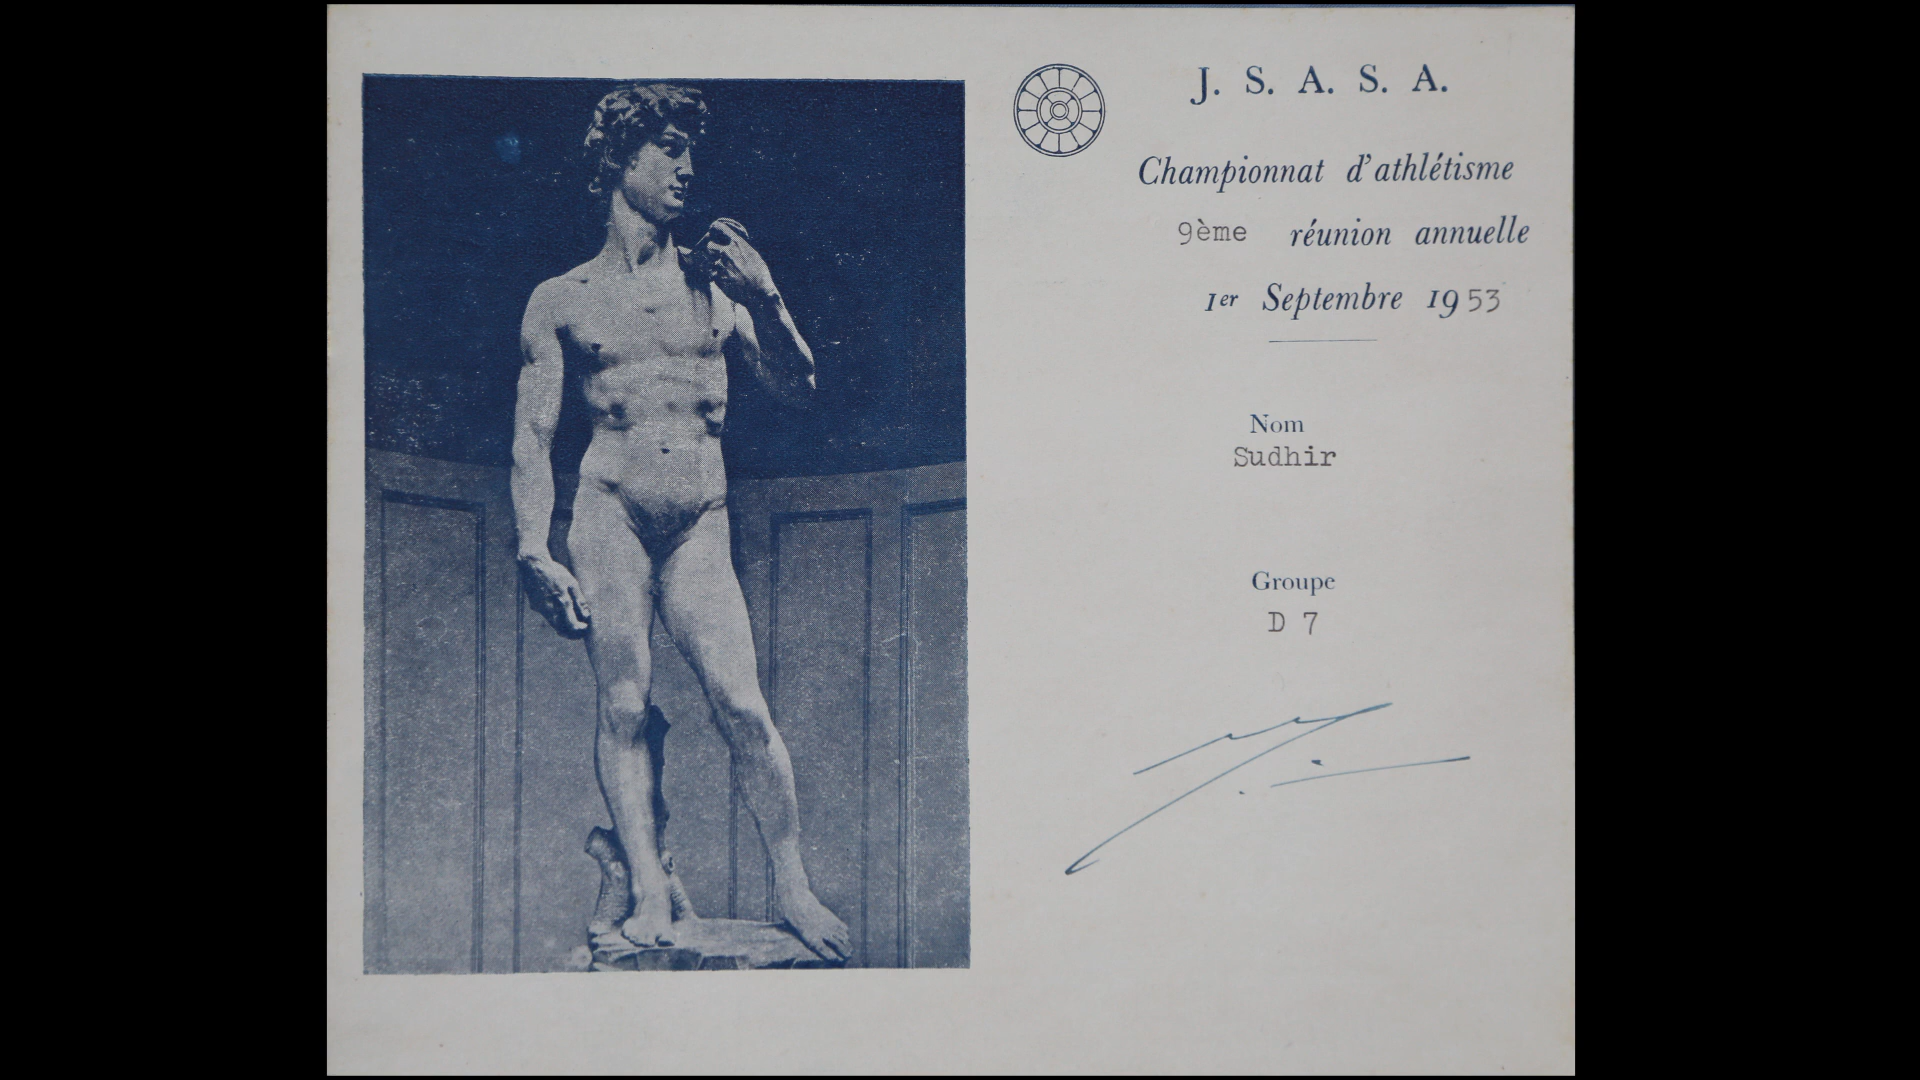 J. S. A. S. A.
Championnat d'athlétisme
9ème réunion annuelle
1er Septembre 1953
Nom
Sudhir
Groupe
D 7